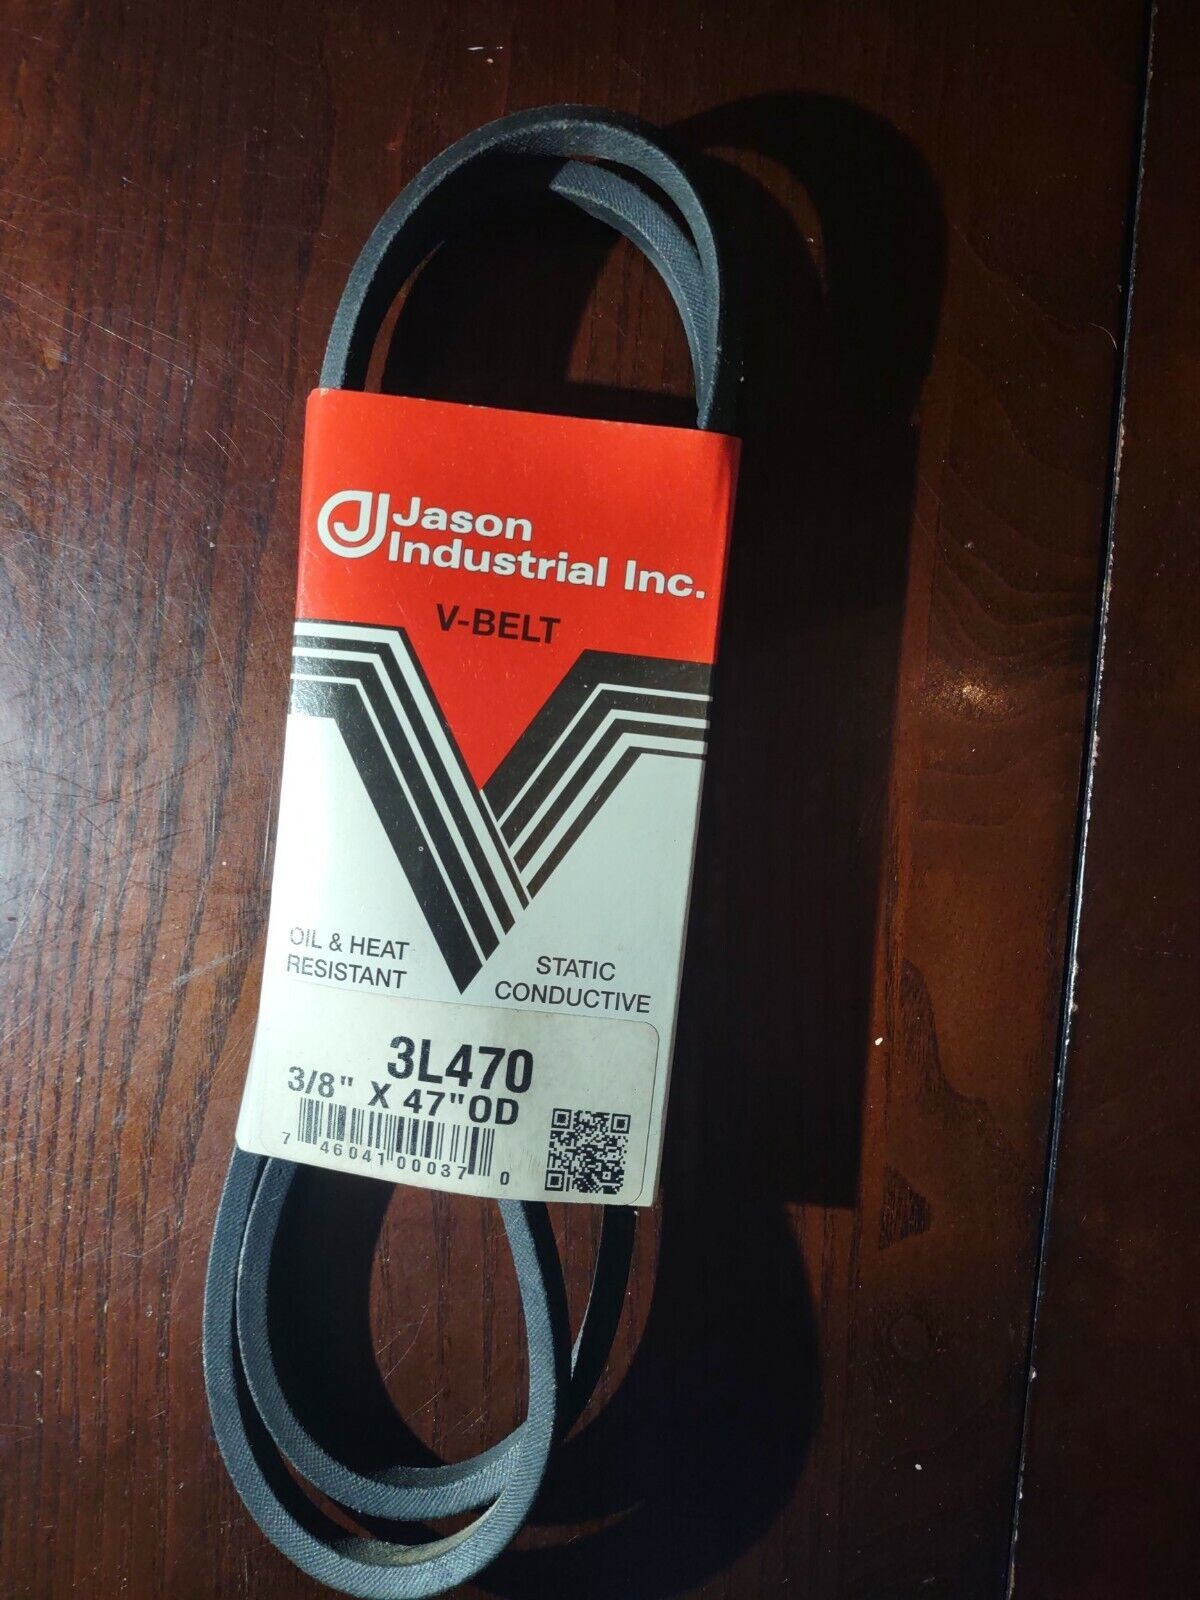 J Jason
Industrial Inc.
V-BELT
OIL & HEAT
RESISTANT
STATIC
CONDUCTIVE
3L470
3/8" X 47"OD
7 46041 00037 0